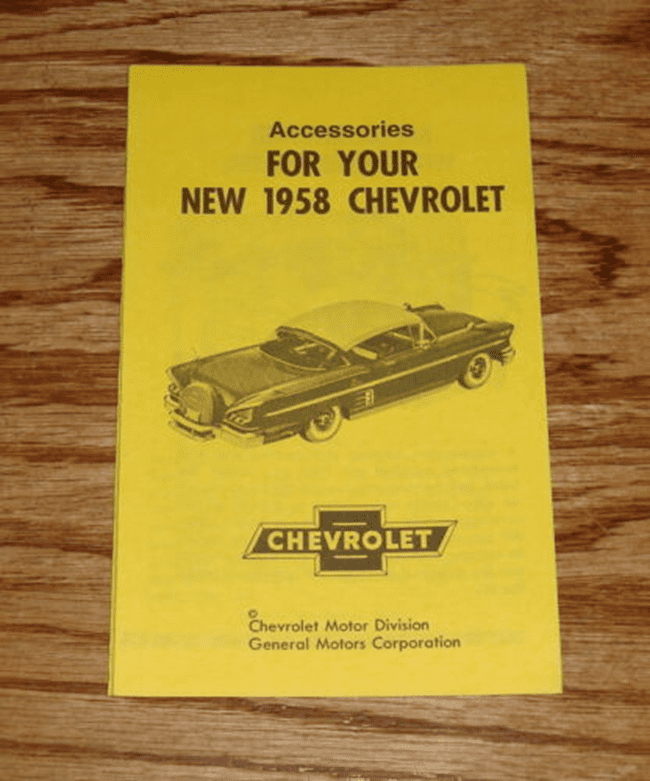 Accessories
FOR YOUR
NEW 1958 CHEVROLET
CHEVROLET
©
Chevrolet Motor Division
General Motors Corporation